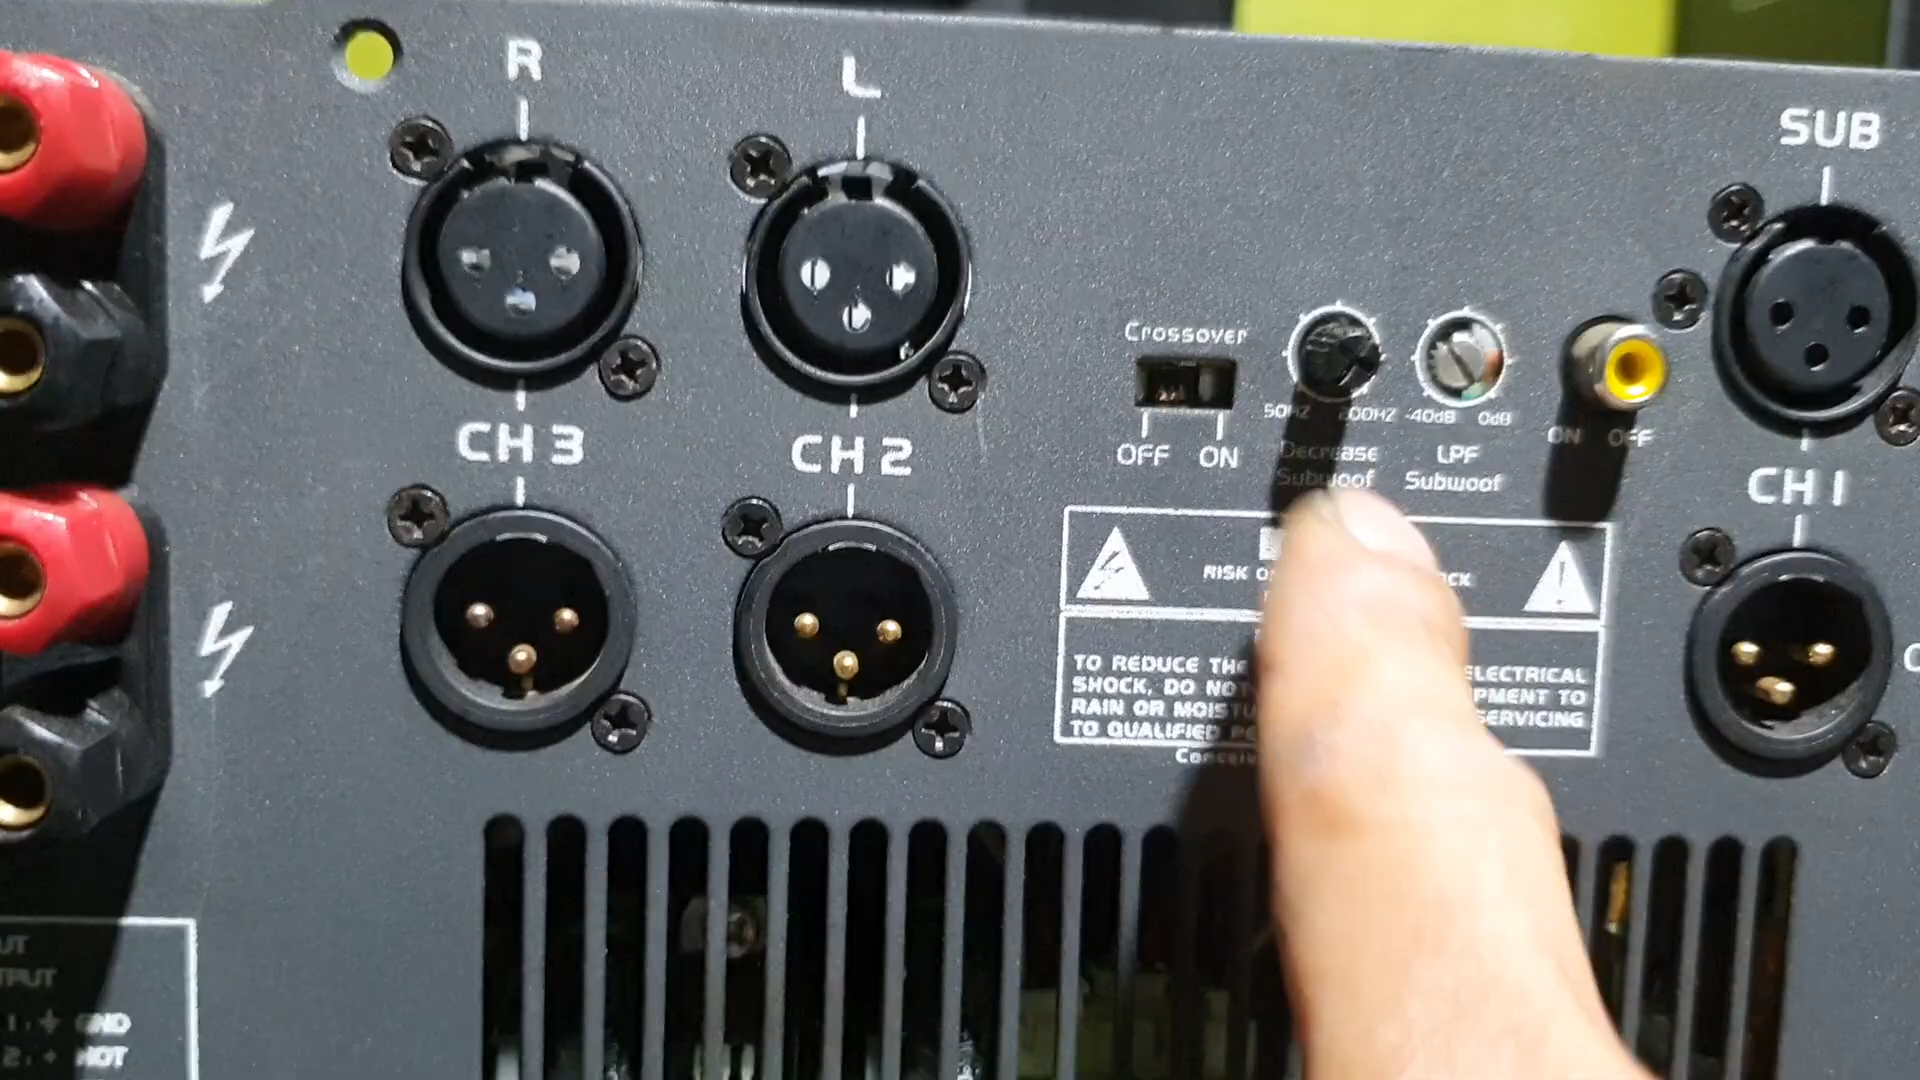 R
L
SUB
Crossover
50HZ 200HZ
-40dB 0dB
ON OFF
OFF ON
Decrease
Subwoof
LPF
Subwoof
CH 3
CH 2
CH 1
RISK
TO REDUCE THE ELECTRICAL
SHOCK, DO NOT TO
RAIN OR SERVICING
TO QUALIFIED
GND
HOT